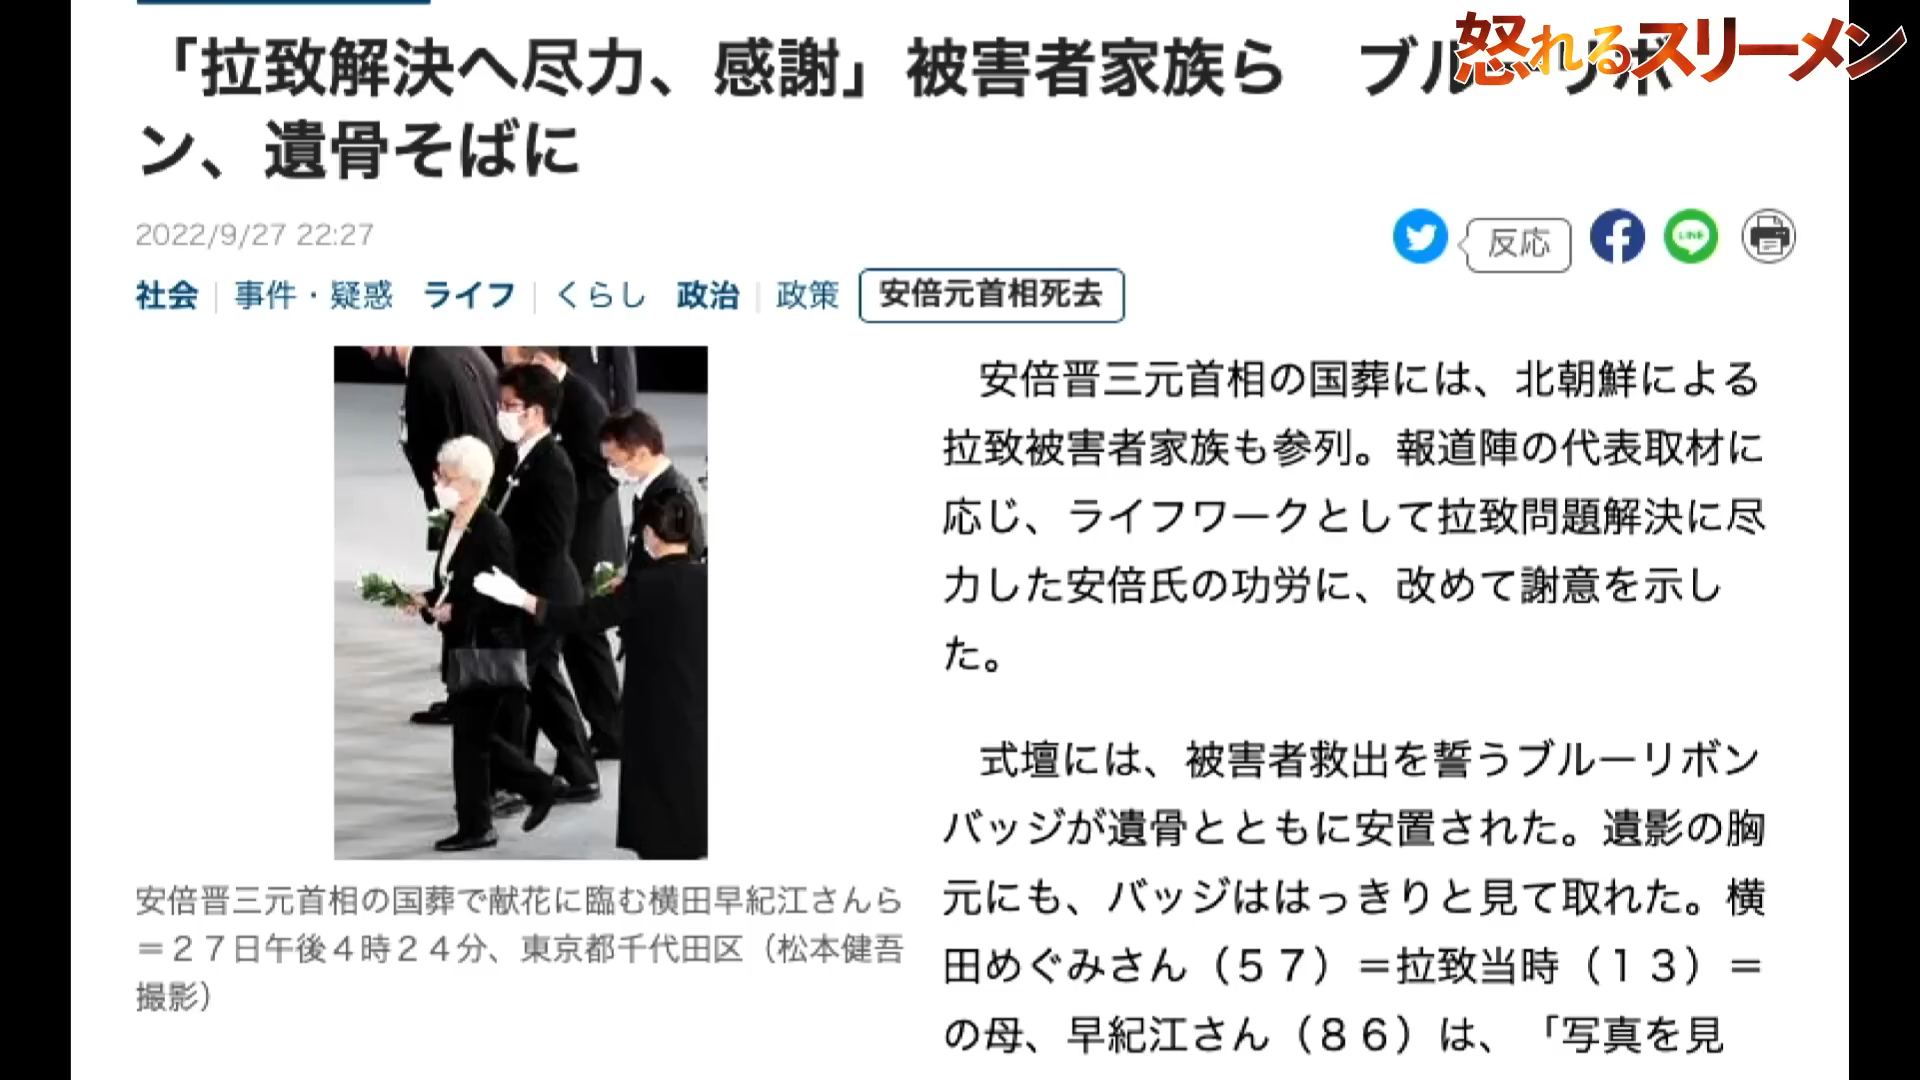 「拉致解決へ尽力、感謝」被害者家族ら　ブルーリボ
ン、遺骨そばに
怒れるスリーメン
2022/9/27 22:27
反応
LINE
社会 | 事件・疑惑 ライフ | くらし 政治 | 政策 安倍元首相死去
安倍晋三元首相の国葬には、北朝鮮による
拉致被害者家族も参列。報道陣の代表取材に
応じ、ライフワークとして拉致問題解決に尽
力した安倍氏の功労に、改めて謝意を示し
た。
式壇には、被害者救出を誓うブルーリボン
バッジが遺骨とともに安置された。遺影の胸
元にも、バッジははっきりと見て取れた。横
田めぐみさん（５７）＝拉致当時（１３）＝
の母、早紀江さん（８６）は、「写真を見
安倍晋三元首相の国葬で献花に臨む横田早紀江さんら
＝２７日午後４時２４分、東京都千代田区（松本健吾
撮影）